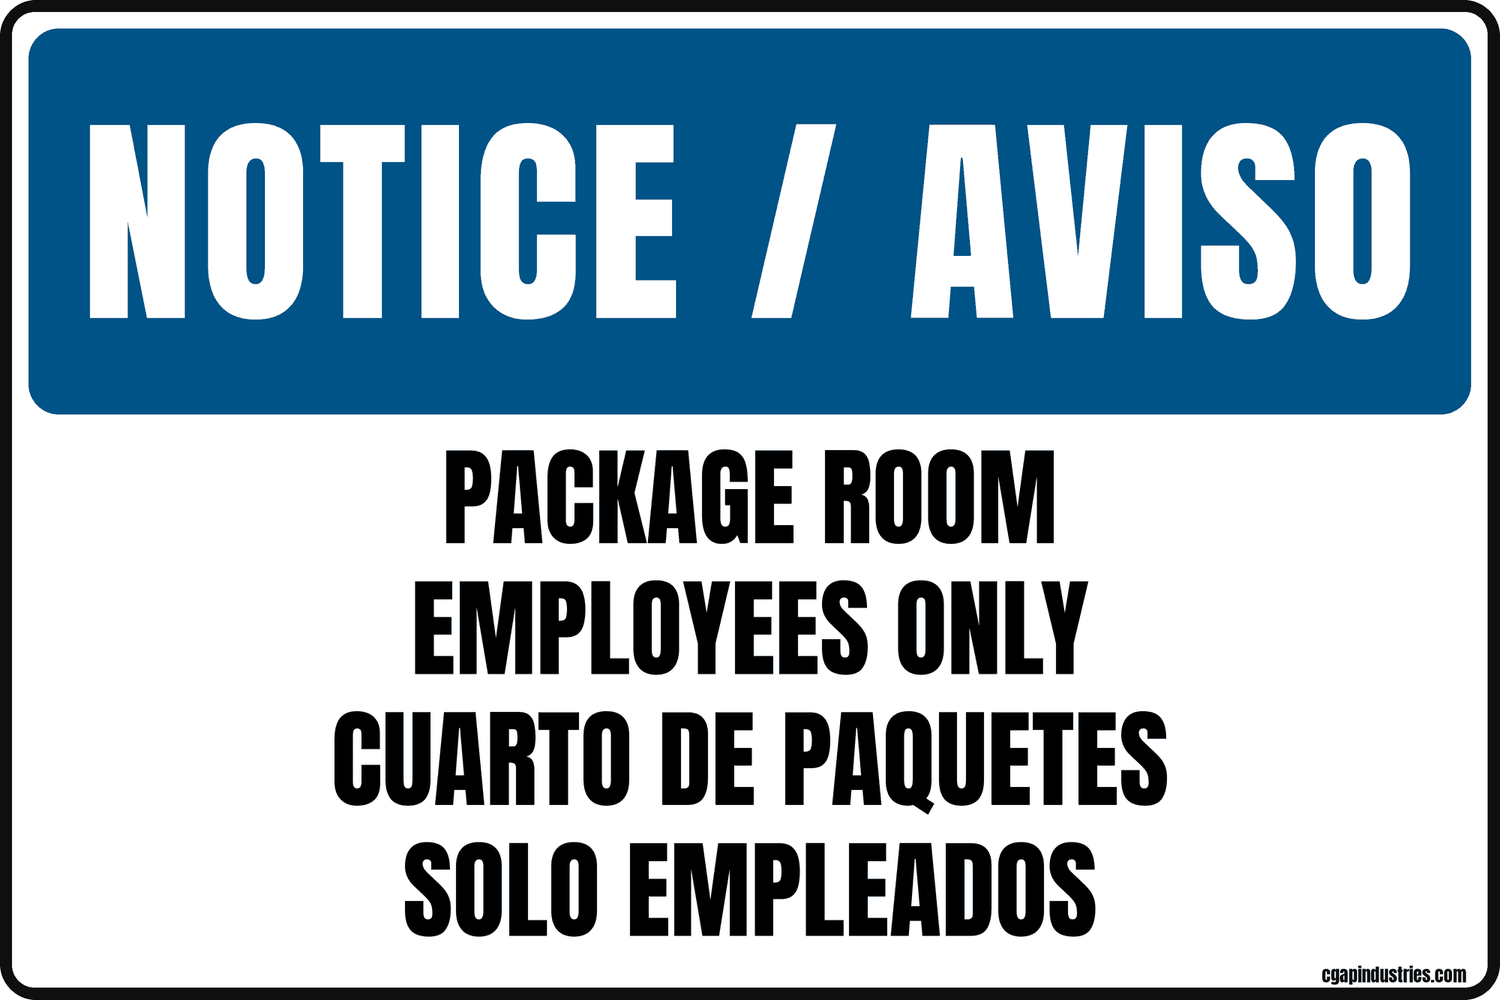 NOTICE / AVISO
PACKAGE ROOM
EMPLOYEES ONLY
CUARTO DE PAQUETES
SOLO EMPLEADOS
cgapindustries.com